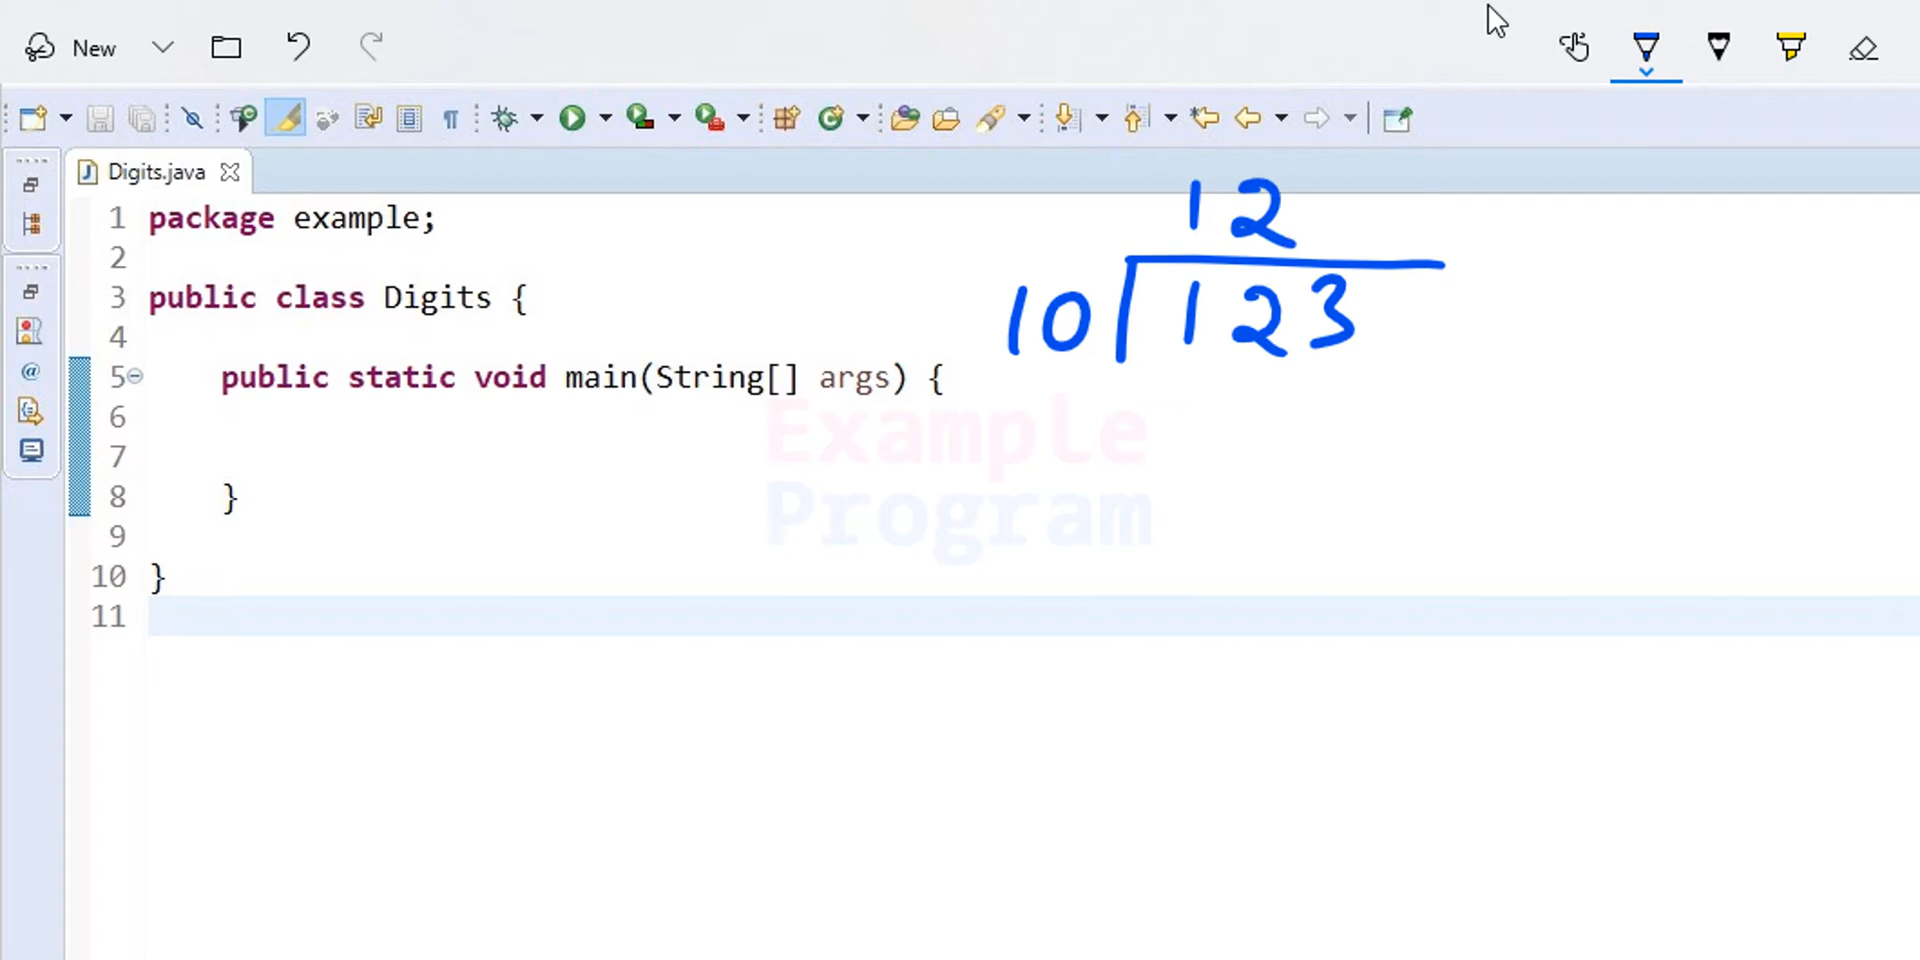 New
Digits.java
1 package example;
2
3 public class Digits {
4
5 public static void main(String[] args) {
6
7
8 }
9
10 }
11
12
10 123
Example
Program